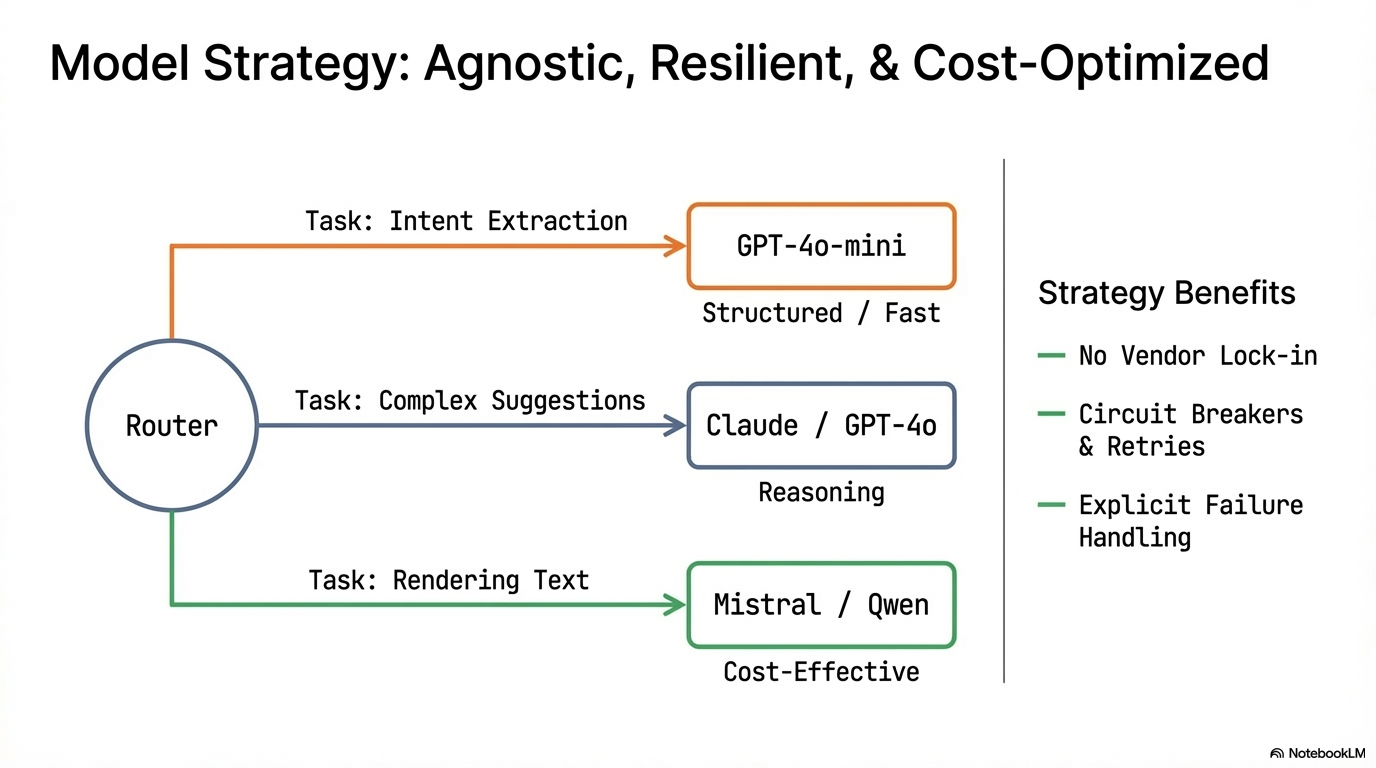 Model Strategy: Agnostic, Resilient, & Cost-Optimized
Task: Intent Extraction
GPT-4o-mini
Structured / Fast
Router
Task: Complex Suggestions
Claude / GPT-4o
Reasoning
Task: Rendering Text
Mistral / Qwen
Cost-Effective
Strategy Benefits
No Vendor Lock-in
Circuit Breakers
& Retries
Explicit Failure
Handling
NotebookLM